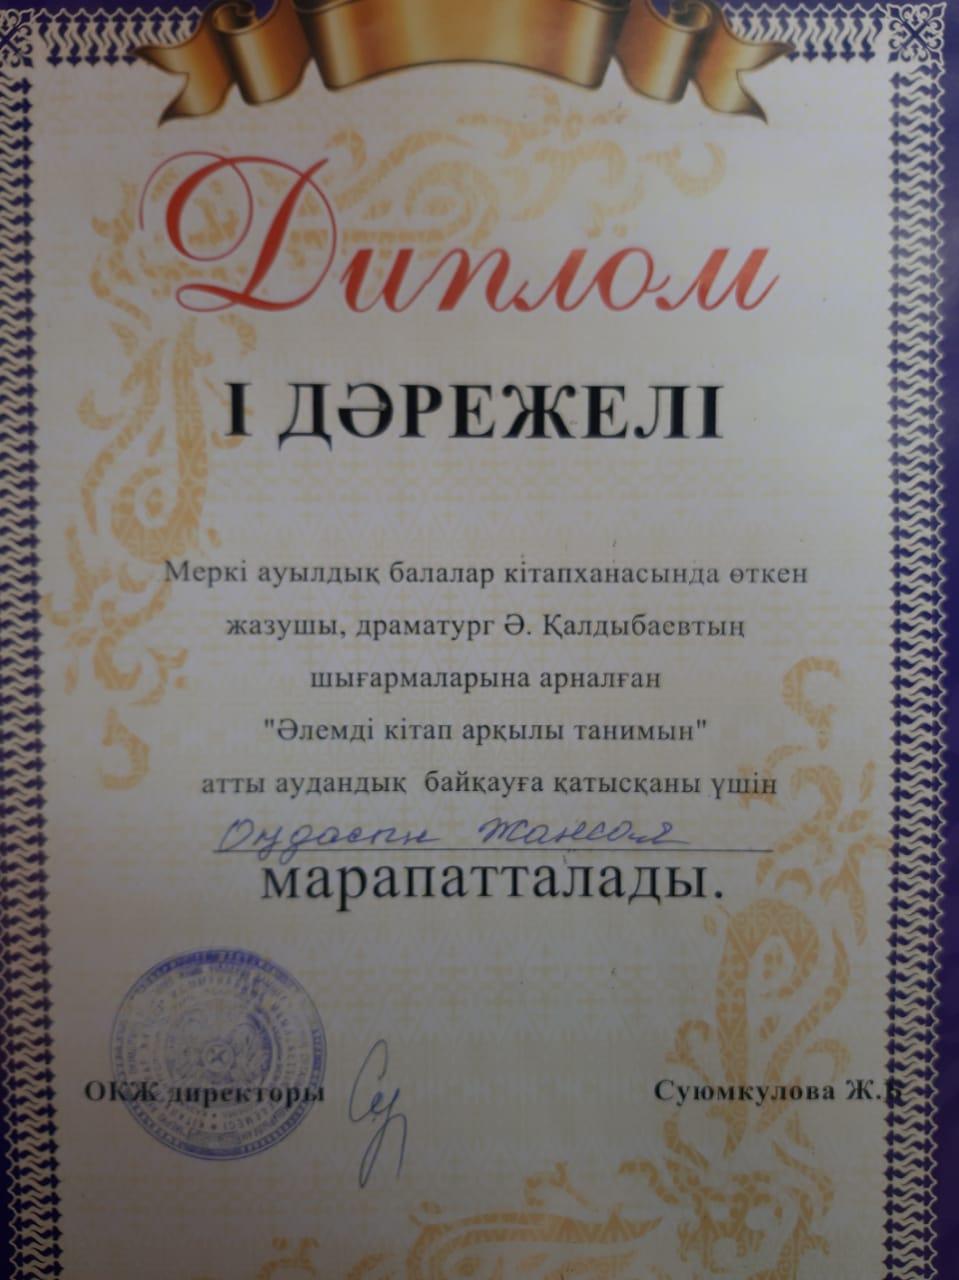 Диплом
І ДӘРЕЖЕЛІ
Меркі ауылдық балалар кітапханасында өткен
жазушы, драматург Ә. Қалдыбаевтың
шығармаларына арналған
"Әлемді кітап арқылы танимын"
атты аудандық байқауға қатысқаны үшін
Оңдасын Жансая
марапатталады.
ОКЖ директоры Суюмкулова Ж.